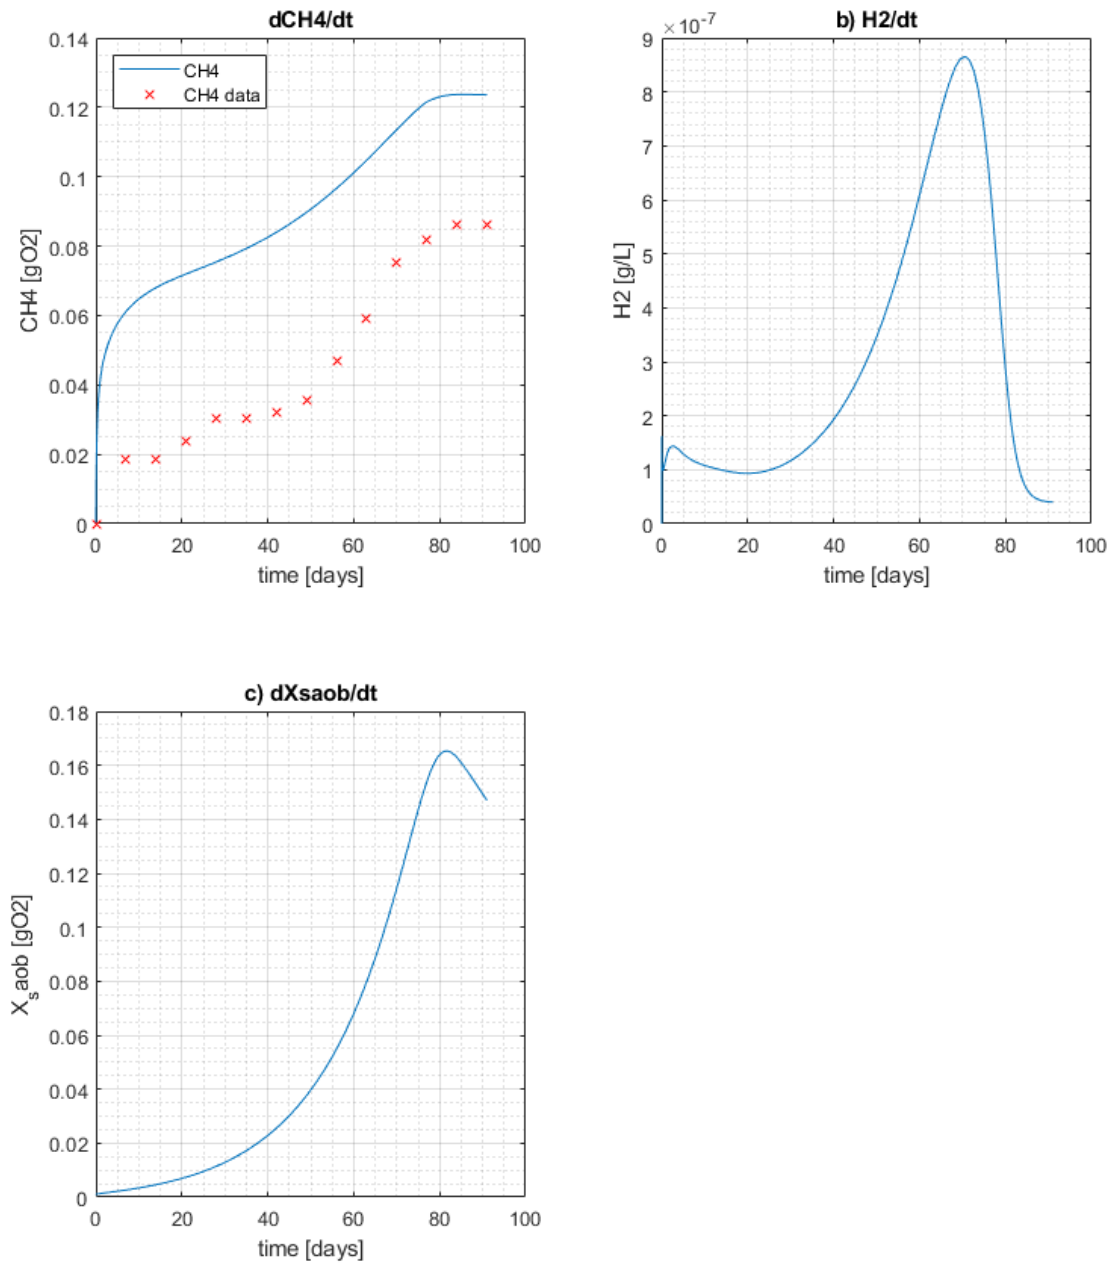 dCH4/dt
CH4
CH4 data
0.14
0.12
0.1
0.08
0.06
0.04
0.02
0
CH4 [gO2]
0 20 40 60 80 100
time [days]
b) H2/dt
×10⁻⁷
9
8
7
6
5
4
3
2
1
0
H2 [g/L]
0 20 40 60 80 100
time [days]
c) dXsaob/dt
0.18
0.16
0.14
0.12
0.1
0.08
0.06
0.04
0.02
0
Xₛaob [gO2]
0 20 40 60 80 100
time [days]